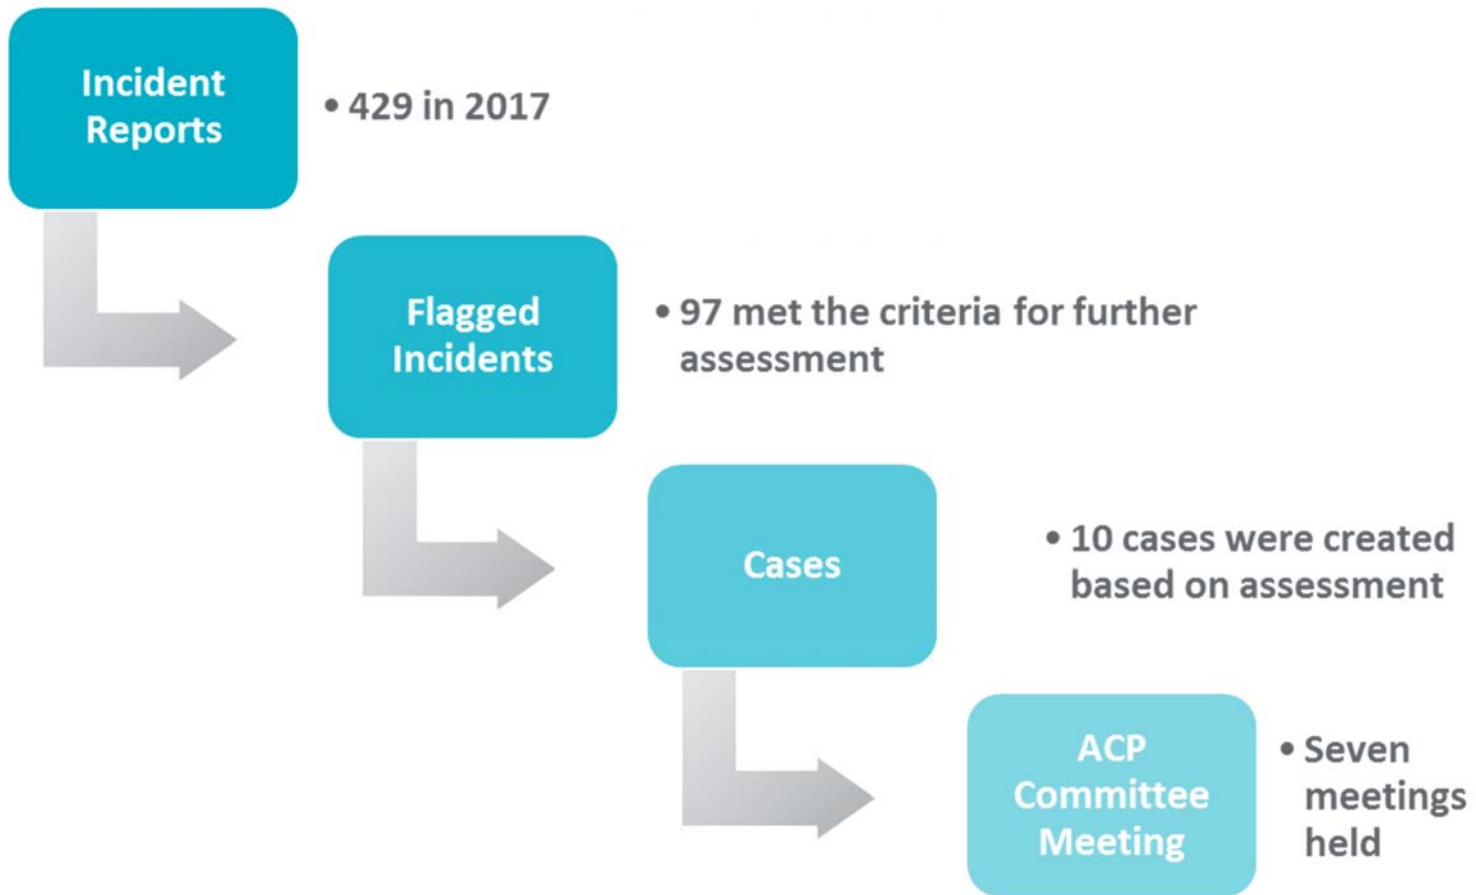 Incident
Reports
• 429 in 2017
Flagged
Incidents
• 97 met the criteria for further
assessment
Cases
• 10 cases were created
based on assessment
ACP
Committee
Meeting
• Seven
meetings
held